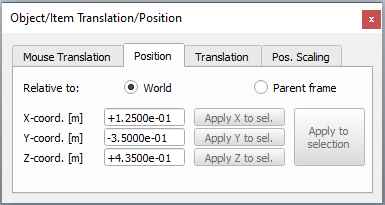 Object/Item Translation/Position
x
Mouse Translation Position Translation Pos. Scaling
Relative to: World Parent frame
X-coord. [m] +1.2500e-01 Apply X to sel.
Y-coord. [m] -3.5000e-01 Apply Y to sel.
Z-coord. [m] +4.3500e-01 Apply Z to sel.
Apply to
selection